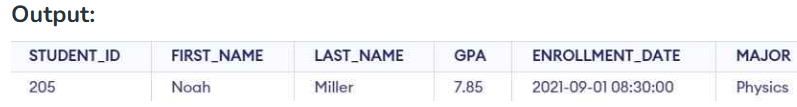 Output:
STUDENT_ID FIRST_NAME LAST_NAME GPA ENROLLMENT_DATE MAJOR
205 Noah Miller 7.85 2021-09-01 08:30:00 Physics